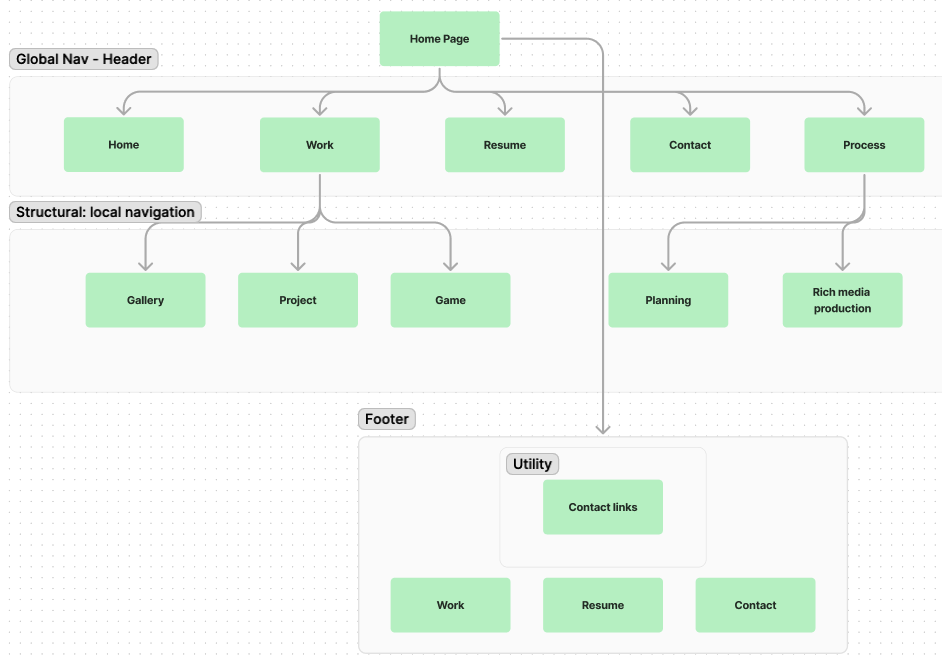 Home Page
Global Nav - Header
Home
Work
Resume
Contact
Process
Structural: local navigation
Gallery
Project
Game
Planning
Rich media
production
Footer
Utility
Contact links
Work
Resume
Contact